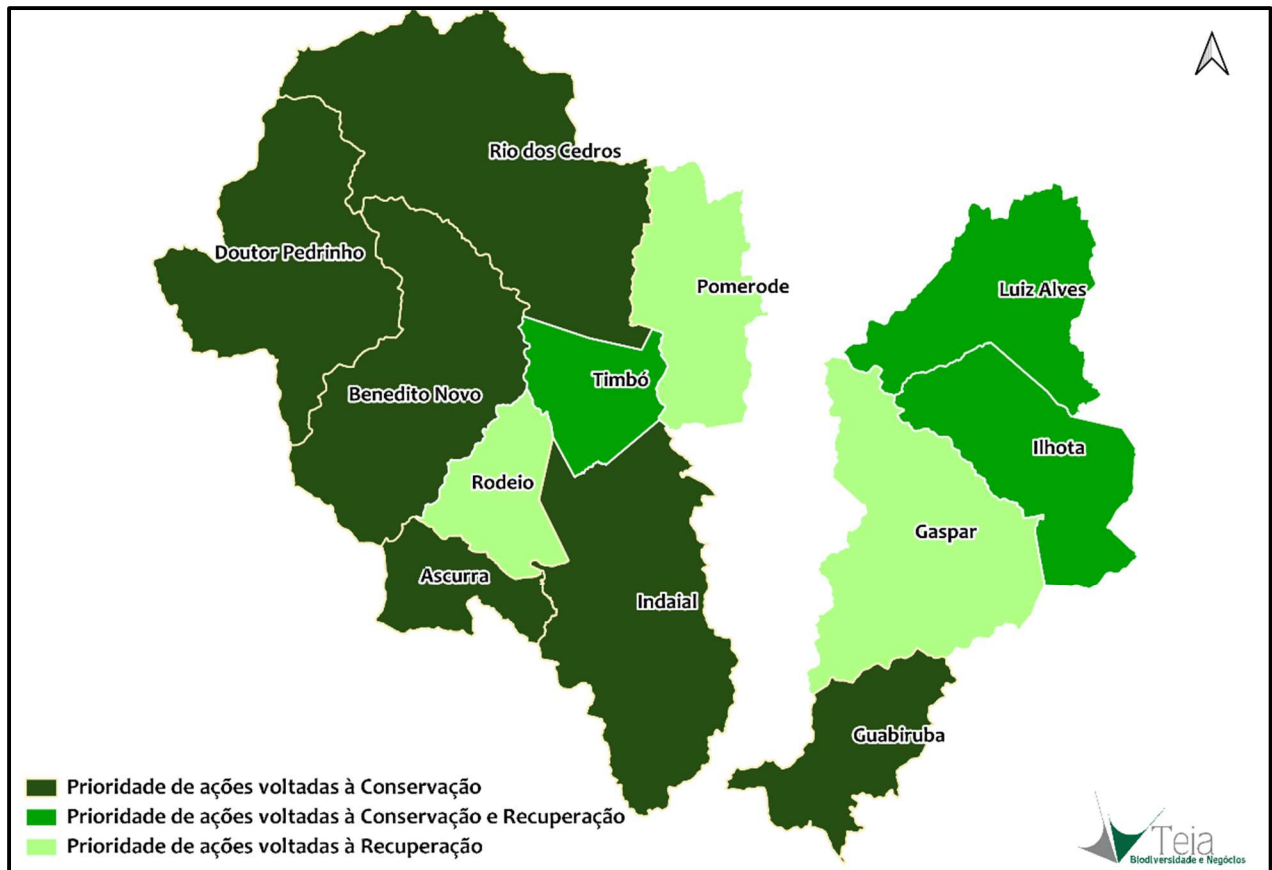 Rio dos Cedros
Doutor Pedrinho
Pomerode
Luiz Alves
Timbó
Benedito Novo
Ilhota
Rodeio
Gaspar
Ascurra
Indaial
Guabiruba
Prioridade de ações voltadas à Conservação
Prioridade de ações voltadas à Conservação e Recuperação
Prioridade de ações voltadas à Recuperação
Teia
Biodiversidade e Negócios